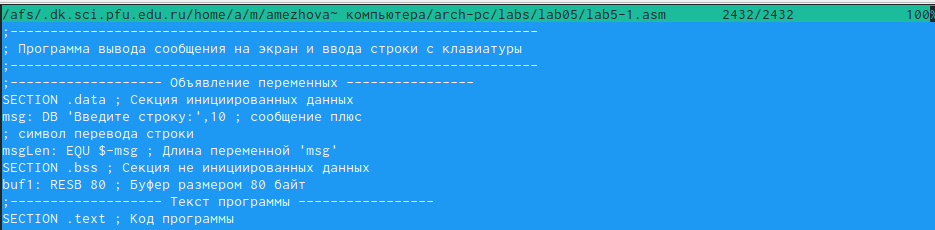 /afs/.dk.sci.pfu.edu.ru/home/a/m/amezhova~ компьютера/arch-pc/labs/lab05/lab5-1.asm 2432/2432 100%
;------------------------------------------------------------------
; Программа вывода сообщения на экран и ввода строки с клавиатуры
;------------------------------------------------------------------
;------------------- Объявление переменных ----------------
SECTION .data ; Секция инициированных данных
msg: DB 'Введите строку:',10 ; сообщение плюс
; символ перевода строки
msgLen: EQU $-msg ; Длина переменной 'msg'
SECTION .bss ; Секция не инициированных данных
buf1: RESB 80 ; Буфер размером 80 байт
;------------------- Текст программы -----------------
SECTION .text ; Код программы